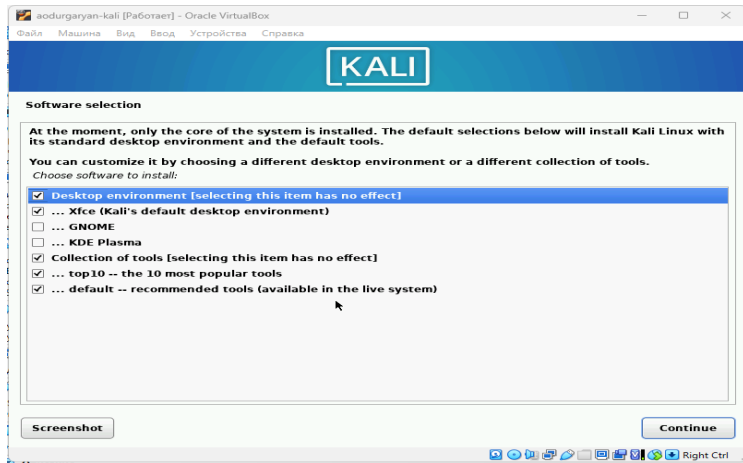 aodurgaryan-kali [Работает] - Oracle VirtualBox
Файл Машина Вид Ввод Устройства Справка
KALI
Software selection
At the moment, only the core of the system is installed. The default selections below will install Kali Linux with
its standard desktop environment and the default tools.
You can customize it by choosing a different desktop environment or a different collection of tools.
Choose software to install:
Desktop environment [selecting this item has no effect]
... Xfce (Kali's default desktop environment)
... GNOME
... KDE Plasma
Collection of tools [selecting this item has no effect]
... top10 -- the 10 most popular tools
... default -- recommended tools (available in the live system)
Screenshot Continue
Right Ctrl